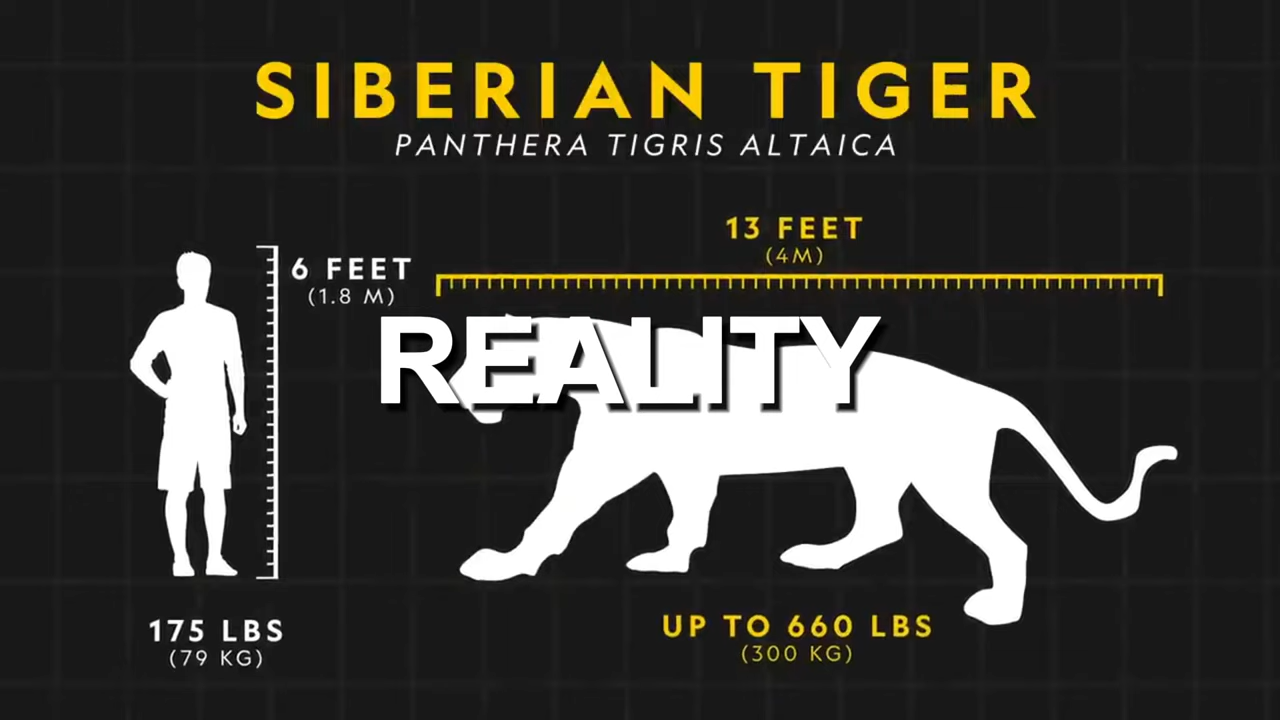 SIBERIAN TIGER
PANTHERA TIGRIS ALTAICA
13 FEET
(4M)
6 FEET
(1.8 M)
REALITY
175 LBS
(79 KG)
UP TO 660 LBS
(300 KG)